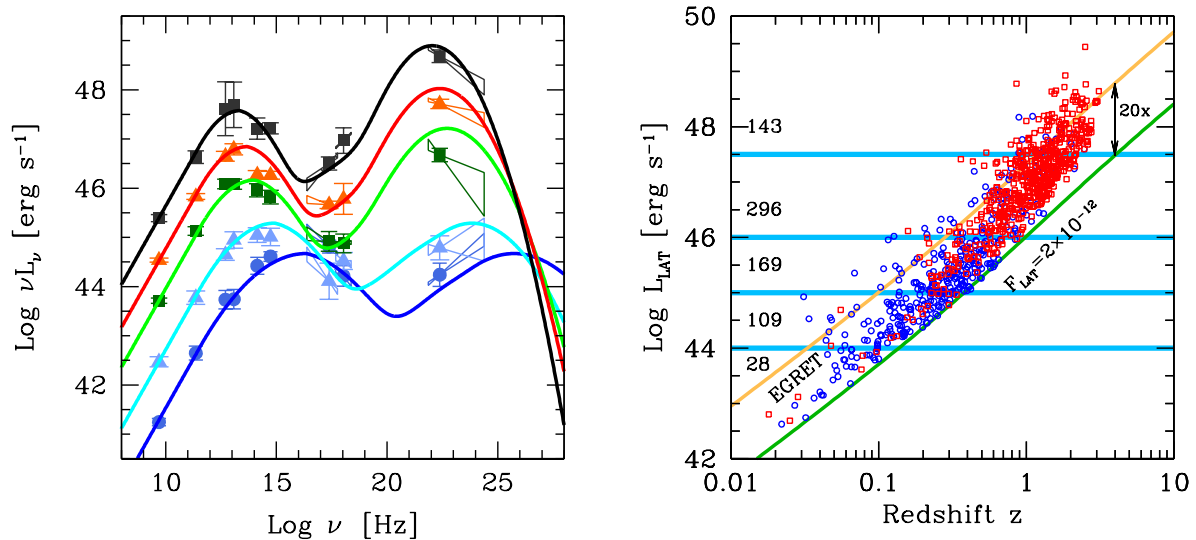 Log νL_ν [erg s⁻¹]
48
46
44
42
10 15 20 25
Log ν [Hz]
Log L_LAT [erg s⁻¹]
50
48
46
44
42
143
296
169
109
28
20x
EGRET
F_LAT=2×10⁻¹²
0.01 0.1 1 10
Redshift z